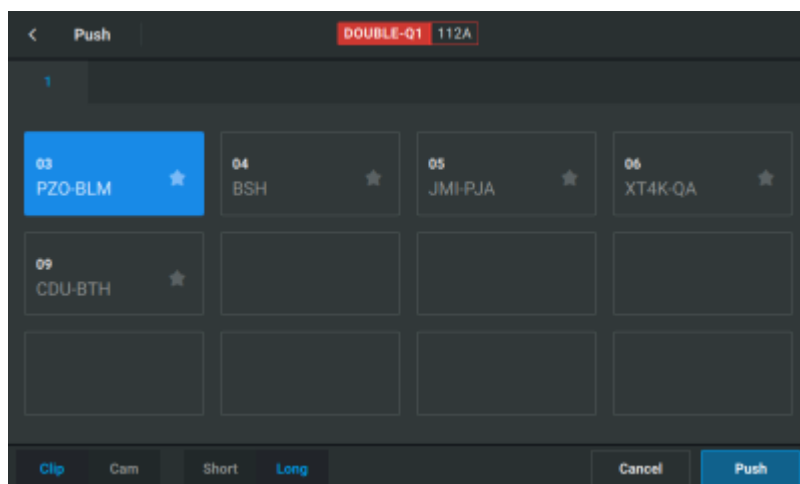 Push DOUBLE-Q1 112A
1
03 04 05 06
PZO-BLM BSH JMI-PJA XT4K-QA
09
CDU-BTH
Clip Cam Short Long Cancel Push